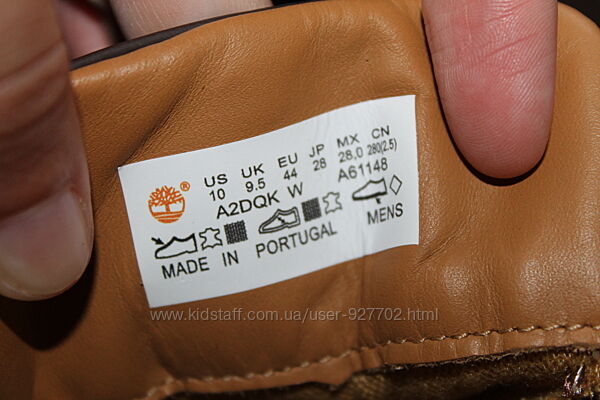 US UK EU JP MX CN
10 9.5 44 28 28,0 280(2.5)
A2DQK W A61148
MENS
MADE IN PORTUGAL
®
www.kidstaff.com.ua/user-927702.html